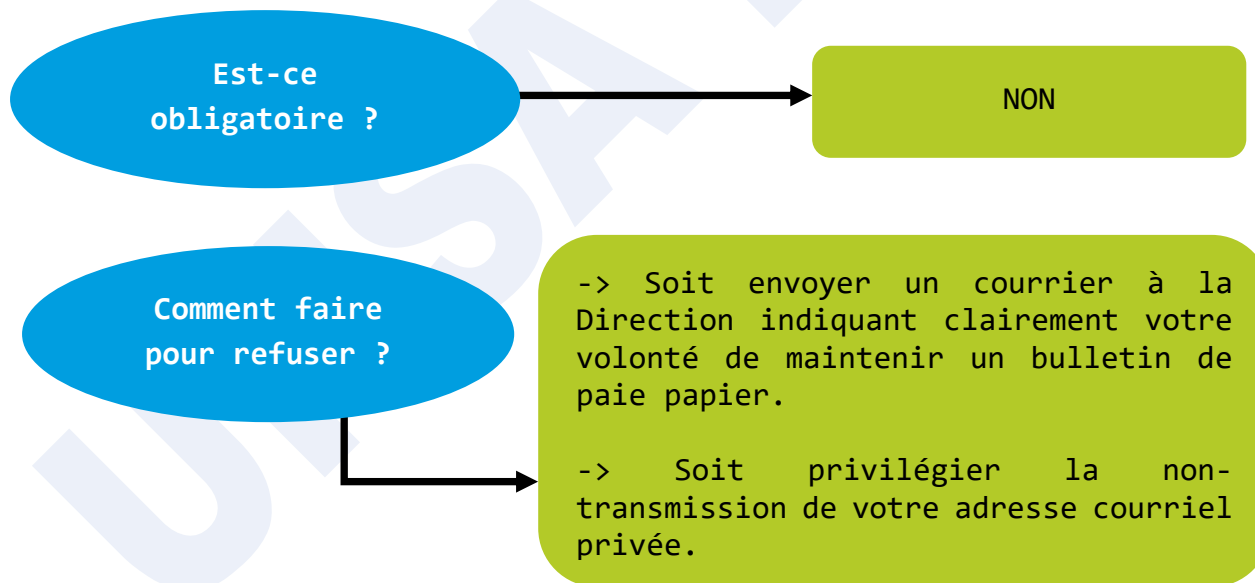 Est-ce
obligatoire ?
NON
Comment faire
pour refuser ?
-> Soit envoyer un courrier à la
Direction indiquant clairement votre
volonté de maintenir un bulletin de
paie papier.
-> Soit privilégier la non-
transmission de votre adresse courriel
privée.